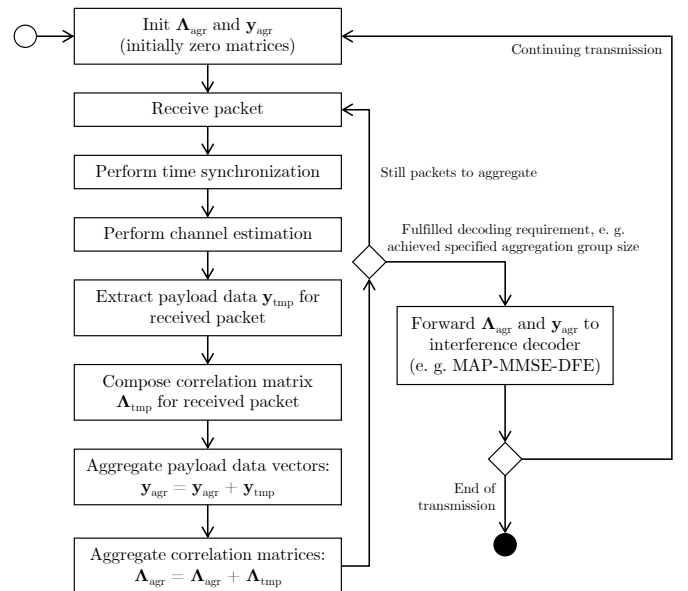 Init Λagr and yagr
(initially zero matrices)
Continuing transmission
Receive packet
Perform time synchronization
Still packets to aggregate
Perform channel estimation
Fulfilled decoding requirement, e. g.
achieved specified aggregation group size
Extract payload data ytmp for
received packet
Forward Λagr and yagr to
interference decoder
(e. g. MAP-MMSE-DFE)
Compose correlation matrix
Λtmp for received packet
Aggregate payload data vectors:
yagr = yagr + ytmp
End of
transmission
Aggregate correlation matrices:
Λagr = Λagr + Λtmp